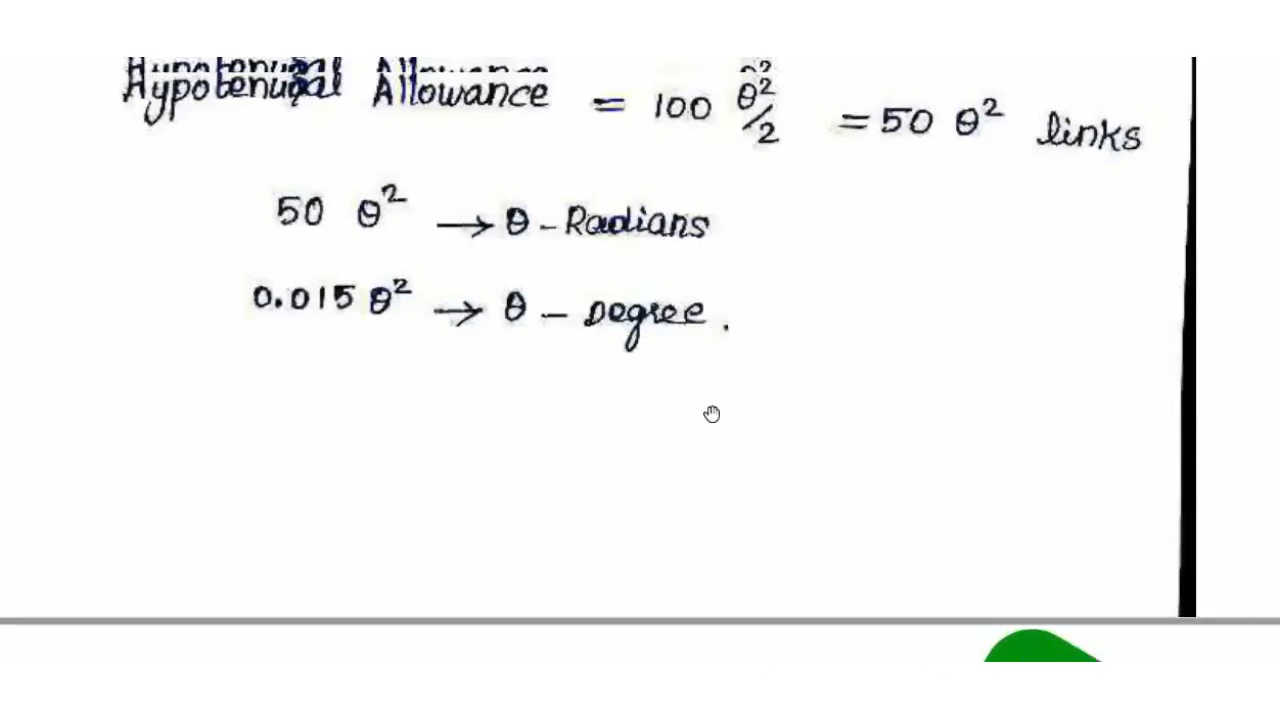 Hypotenusal Allowance = 100 θ²/2 = 50 θ² links
50 θ² → θ - Radians
0.015 θ² → θ - Degree.